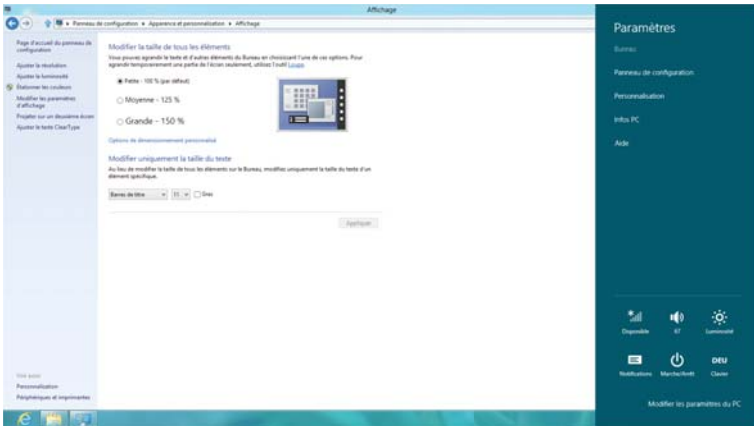 Affichage
Panneau de configuration Apparence et personnalisation Affichage
Page d'accueil du panneau de
configuration
Ajuster la résolution
Ajuster la luminosité
Étalonner les couleurs
Modifier les paramètres
d'affichage
Projeter sur un deuxième écran
Ajuster le texte ClearType
Voir aussi
Personnalisation
Périphériques et imprimantes
Modifier la taille de tous les éléments
Vous pouvez agrandir le texte et d'autres éléments du Bureau en choisissant l'une de ces options. Pour
agrandir temporairement une partie de l'écran seulement, utilisez l'outil Loupe.
Petite - 100 % (par défaut)
Moyenne - 125 %
Grande - 150 %
Options de dimensionnement personnalisé
Modifier uniquement la taille du texte
Au lieu de modifier la taille de tous les éléments sur le Bureau, modifiez uniquement la taille du texte d'un
élément spécifique.
Barres de titre 11 Gras
Appliquer
Paramètres
Bureau
Panneau de configuration
Personnalisation
Infos PC
Aide
Disponible 67 Luminosité
DEU
Notifications Marche/Arrêt Clavier
Modifier les paramètres du PC